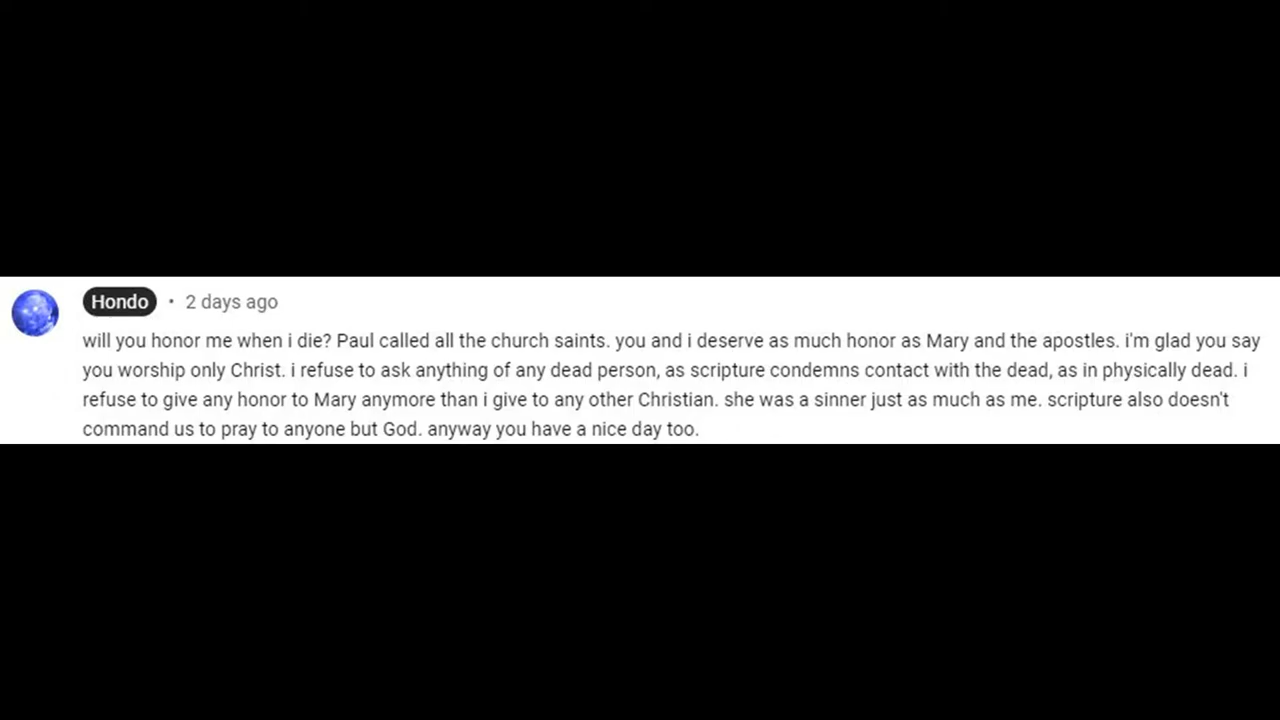 Hondo • 2 days ago
will you honor me when i die? Paul called all the church saints. you and i deserve as much honor as Mary and the apostles. i'm glad you say
you worship only Christ. i refuse to ask anything of any dead person, as scripture condemns contact with the dead, as in physically dead. i
refuse to give any honor to Mary anymore than i give to any other Christian. she was a sinner just as much as me. scripture also doesn't
command us to pray to anyone but God. anyway you have a nice day too.